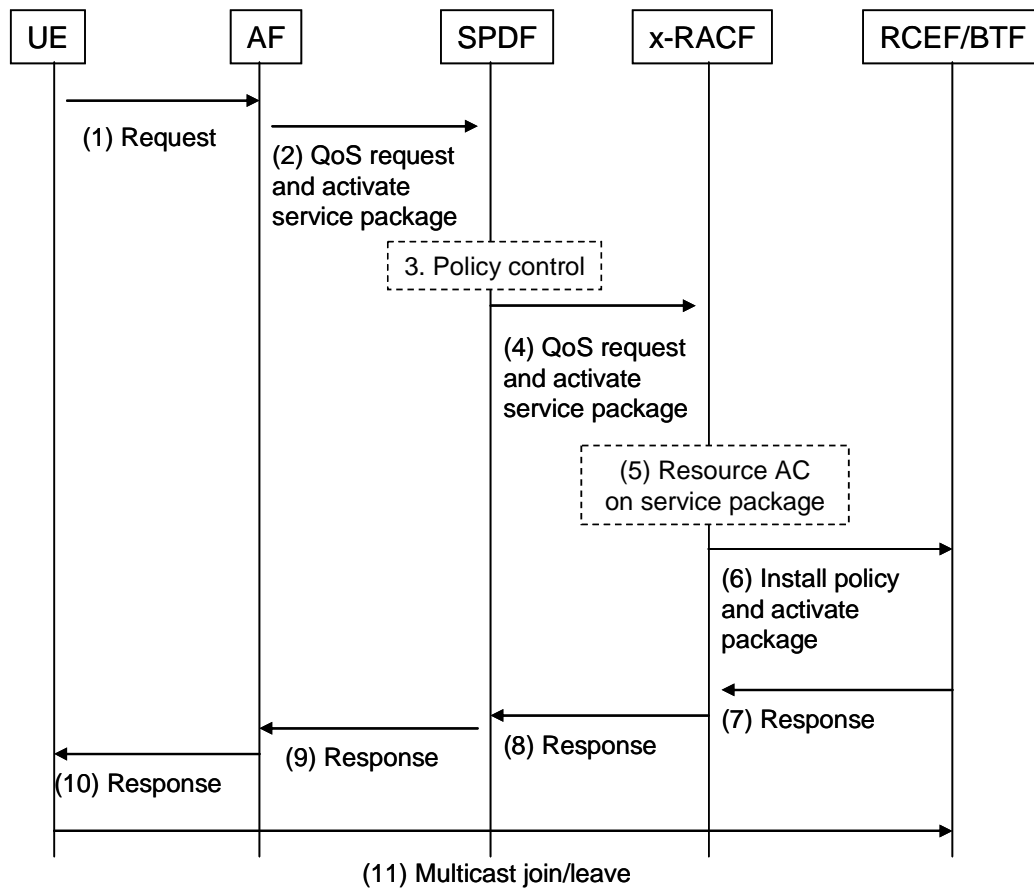 UE
AF
SPDF
x-RACF
RCEF/BTF
(1) Request
(2) QoS request
and activate
service package
3. Policy control
(4) QoS request
and activate
service package
(5) Resource AC
on service package
(6) Install policy
and activate
package
(7) Response
(8) Response
(9) Response
(10) Response
(11) Multicast join/leave